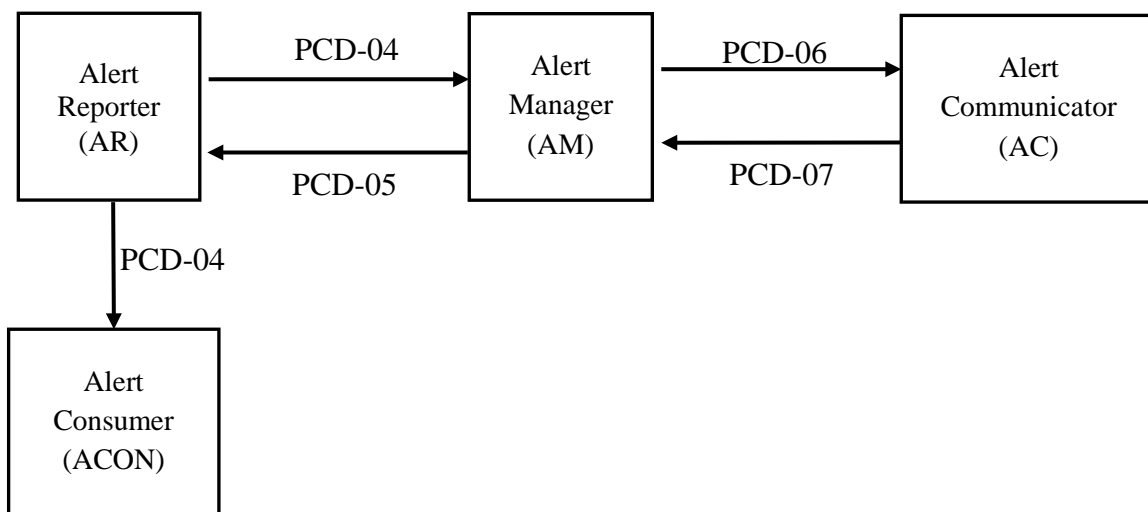 Alert
Reporter
(AR)
PCD-04
Alert
Manager
(AM)
PCD-06
Alert
Communicator
(AC)
PCD-05
PCD-07
PCD-04
Alert
Consumer
(ACON)